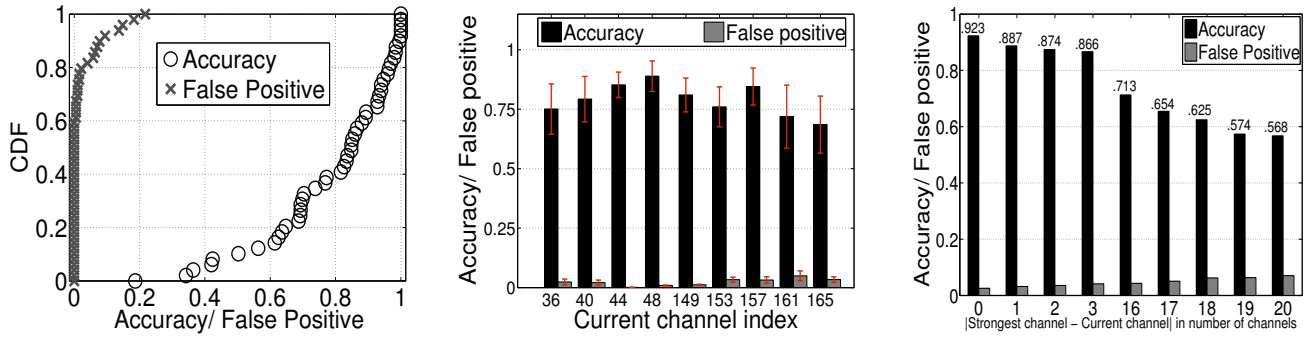 1
0.8
0.6
0.4
0.2
0
CDF
Accuracy
False Positive
0 0.2 0.4 0.6 0.8 1
Accuracy/ False Positive
1
0.75
0.5
0.25
0
Accuracy/ False positive
Accuracy
False positive
36 40 44 48 149 153 157 161 165
Current channel index
1
0.8
0.6
0.4
0.2
0
Accuracy/ False positive
Accuracy
False Positive
.923
.887
.874
.866
.713
.654
.625
.574
.568
0 1 2 3 16 17 18 19 20
|Strongest channel − Current channel| in number of channels